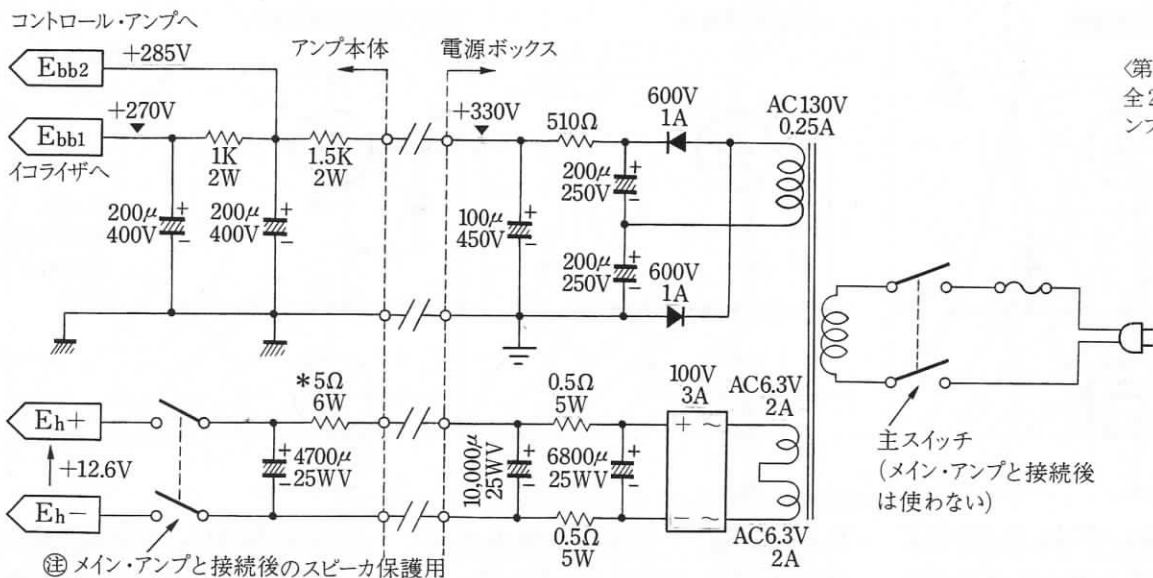 コントロール・アンプへ
Ebb2
+285V
アンプ本体
電源ボックス
Ebb1
+270V
イコライザへ
1K
2W
1.5K
2W
+330V
510Ω
600V
1A
AC130V
0.25A
〈第
全2
ンプ
200μ
400V
+
−
200μ
400V
+
−
100μ
450V
+
−
200μ
250V
+
−
200μ
250V
+
−
600V
1A
Eh+
+12.6V
Eh−
*5Ω
6W
4700μ
25WV
+
−
10,000μ
25WV
+
−
0.5Ω
5W
6800μ
25WV
+
−
0.5Ω
5W
100V
3A
+ ~
− ~
AC6.3V
2A
AC6.3V
2A
主スイッチ
(メイン・アンプと接続後
は使わない)
㊟ メイン・アンプと接続後のスピーカ保護用